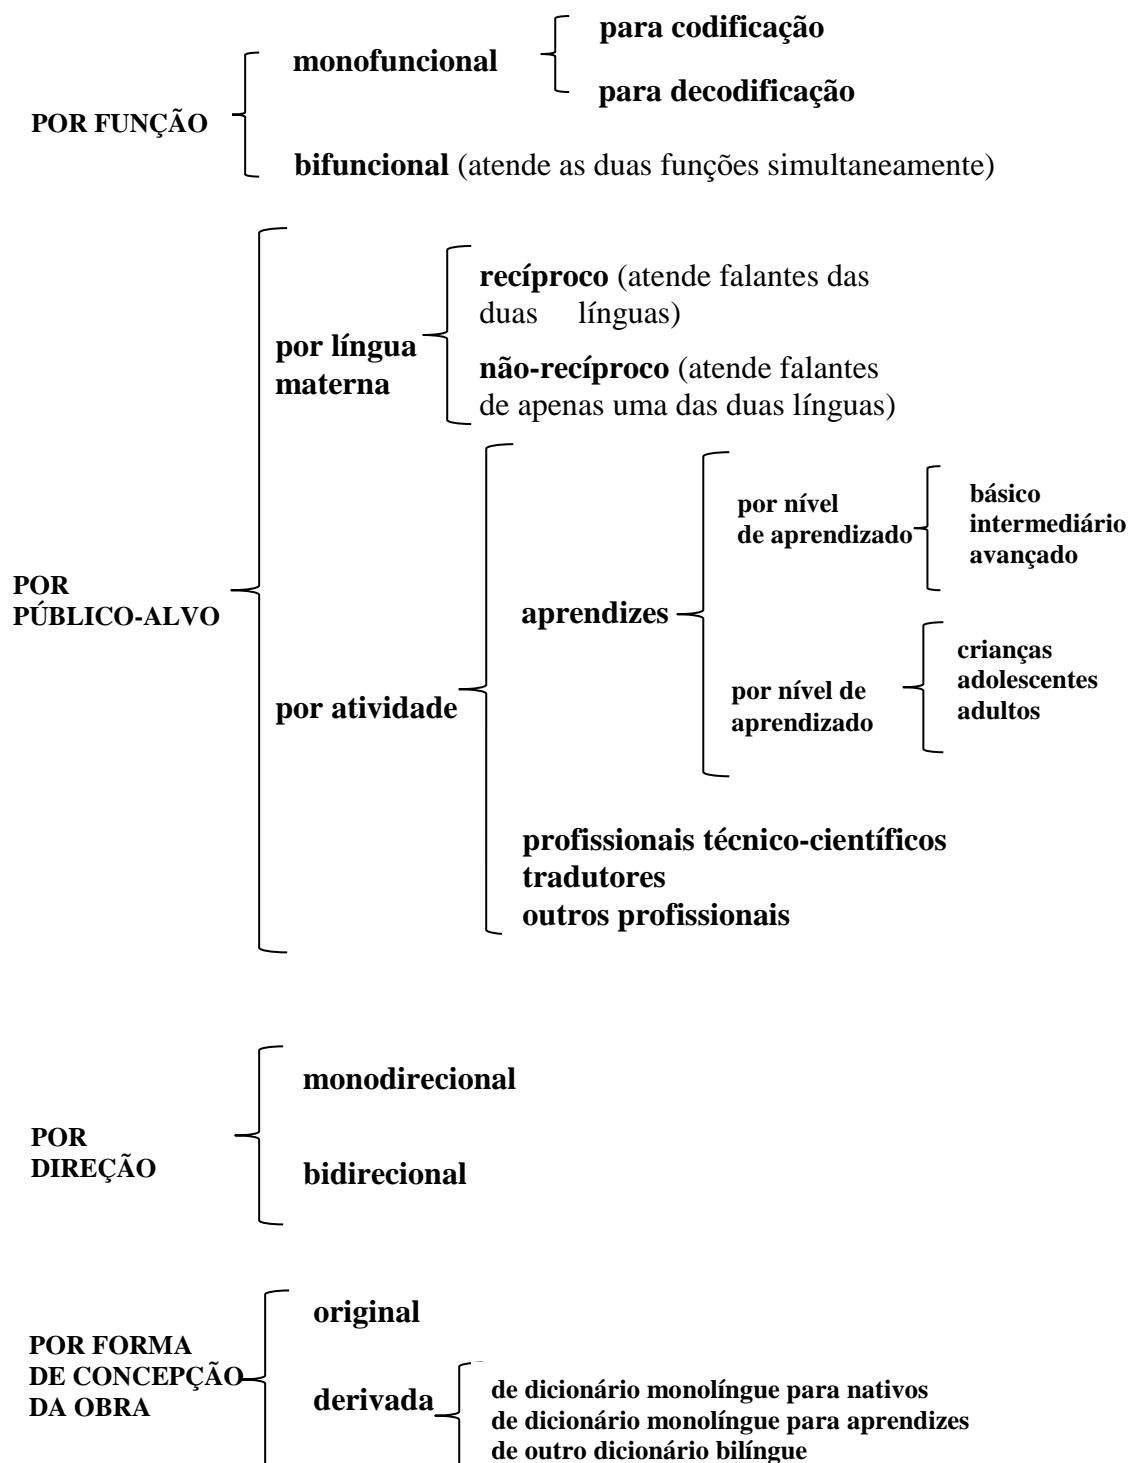 para codificação
monofuncional
para decodificação
POR FUNÇÃO
bifuncional (atende as duas funções simultaneamente)
recíproco (atende falantes das
duas línguas)
por língua
materna
não-recíproco (atende falantes
de apenas uma das duas línguas)
por nível
de aprendizado
básico
intermediário
avançado
POR
PÚBLICO-ALVO
aprendizes
por atividade
por nível de
aprendizado
crianças
adolescentes
adultos
profissionais técnico-científicos
tradutores
outros profissionais
monodirecional
POR
DIREÇÃO
bidirecional
original
POR FORMA
DE CONCEPÇÃO
DA OBRA
derivada
de dicionário monolíngue para nativos
de dicionário monolíngue para aprendizes
de outro dicionário bilíngue